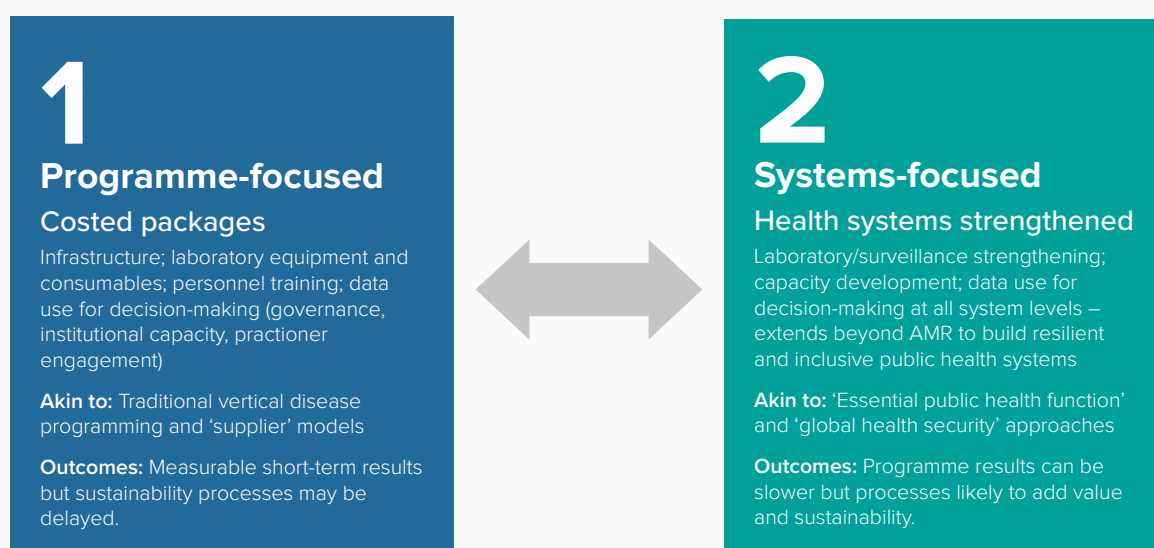 1
Programme-focused
Costed packages
Infrastructure; laboratory equipment and
consumables; personnel training; data
use for decision-making (governance,
institutional capacity, practioner
engagement)
Akin to: Traditional vertical disease
programming and ‘supplier’ models
Outcomes: Measurable short-term results
but sustainability processes may be
delayed.
2
Systems-focused
Health systems strengthened
Laboratory/surveillance strengthening;
capacity development; data use for
decision-making at all system levels –
extends beyond AMR to build resilient
and inclusive public health systems
Akin to: ‘Essential public health function’
and ‘global health security’ approaches
Outcomes: Programme results can be
slower but processes likely to add value
and sustainability.